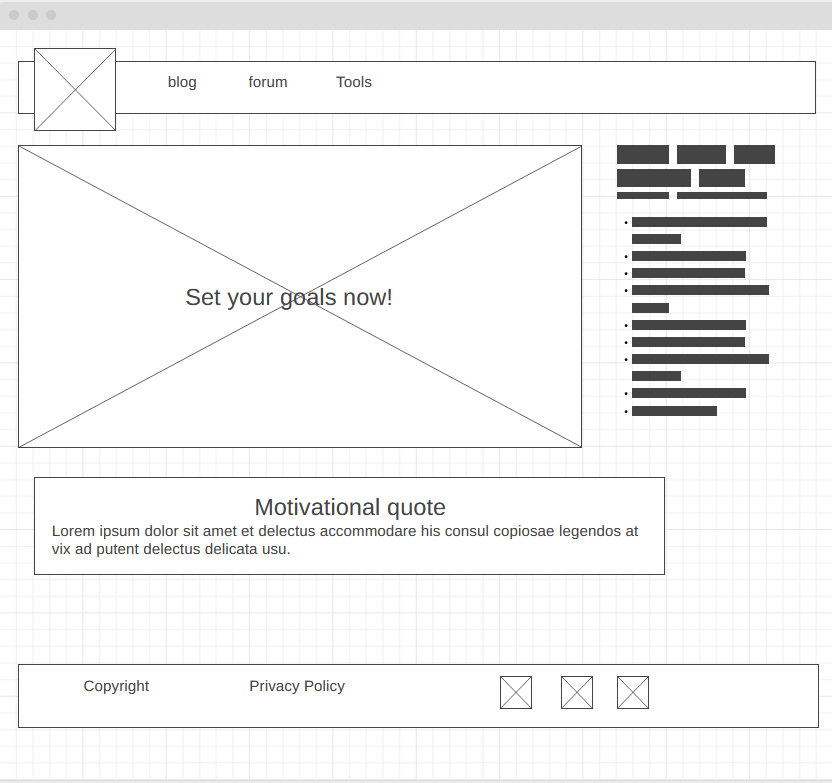 blog
forum
Tools
Set your goals now!
Motivational quote
Lorem ipsum dolor sit amet et delectus accommodare his consul copiosae legendos at
vix ad putent delectus delicata usu.
Copyright
Privacy Policy